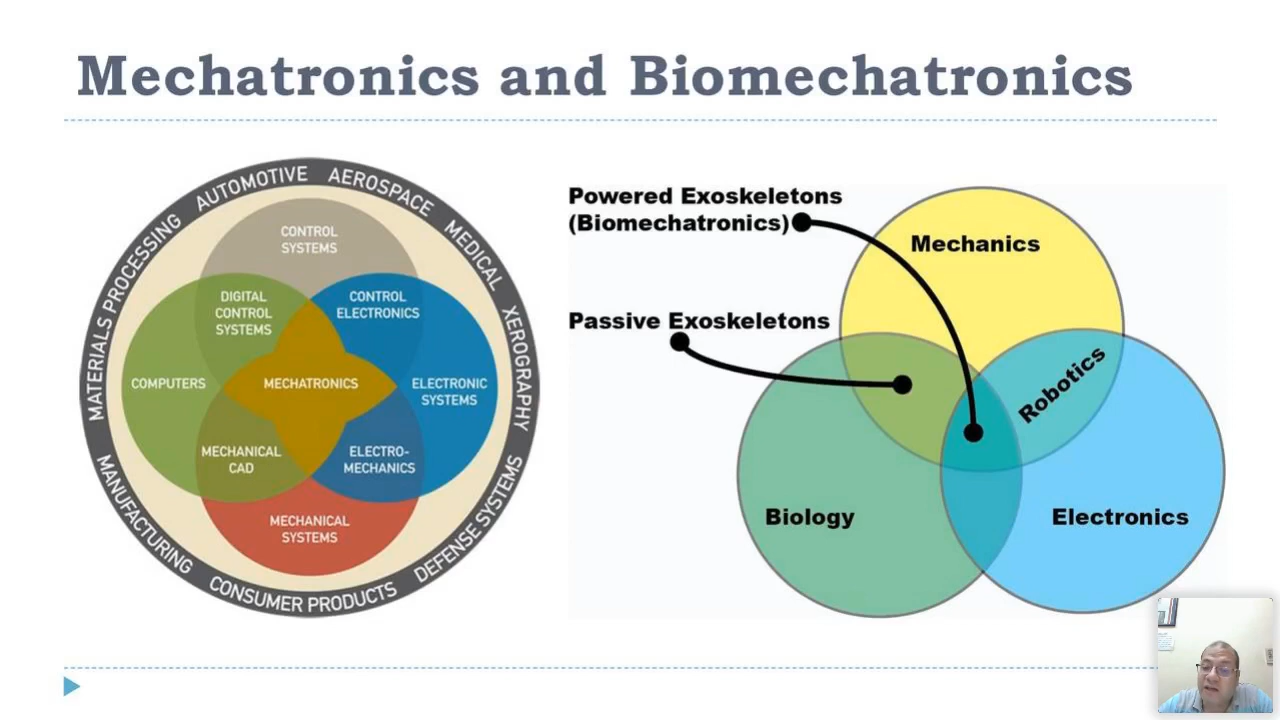 Mechatronics and Biomechatronics
MATERIALS PROCESSING
AUTOMOTIVE
AEROSPACE
MEDICAL
XEROGRAPHY
DEFENSE SYSTEMS
CONSUMER PRODUCTS
MANUFACTURING
CONTROL
SYSTEMS
DIGITAL
CONTROL
SYSTEMS
CONTROL
ELECTRONICS
COMPUTERS
MECHATRONICS
ELECTRONIC
SYSTEMS
MECHANICAL
CAD
ELECTRO-
MECHANICS
MECHANICAL
SYSTEMS
Powered Exoskeletons
(Biomechatronics)
Passive Exoskeletons
Mechanics
Robotics
Biology
Electronics